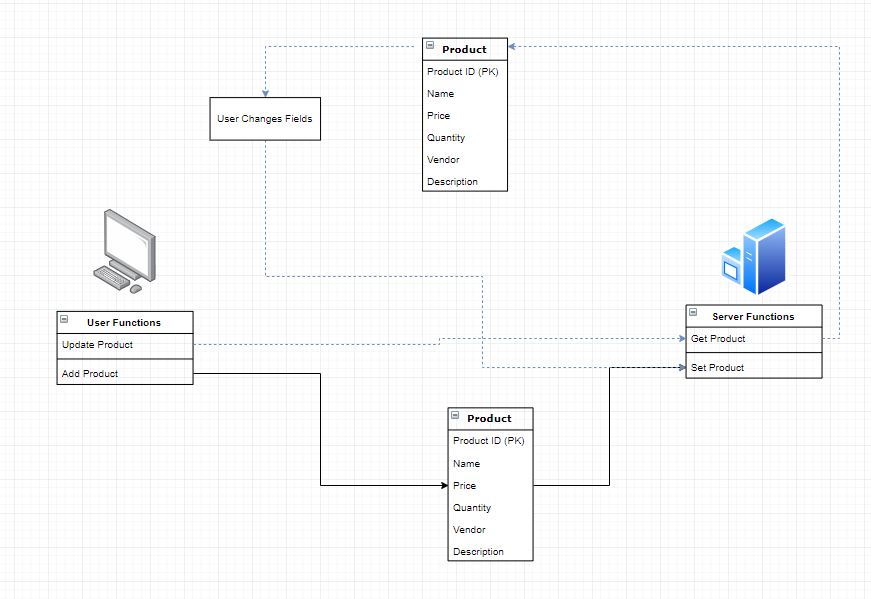 Product
Product ID (PK)
Name
Price
Quantity
Vendor
Description
User Changes Fields
User Functions
Update Product
Add Product
Server Functions
Get Product
Set Product
Product
Product ID (PK)
Name
Price
Quantity
Vendor
Description